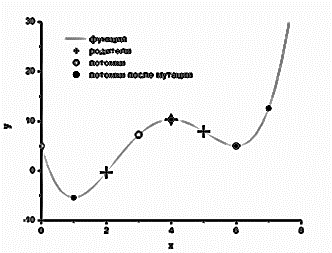 30
20
10
0
-10
y
функция
родители
потомки
потомки после мутации
0
2
4
6
8
x